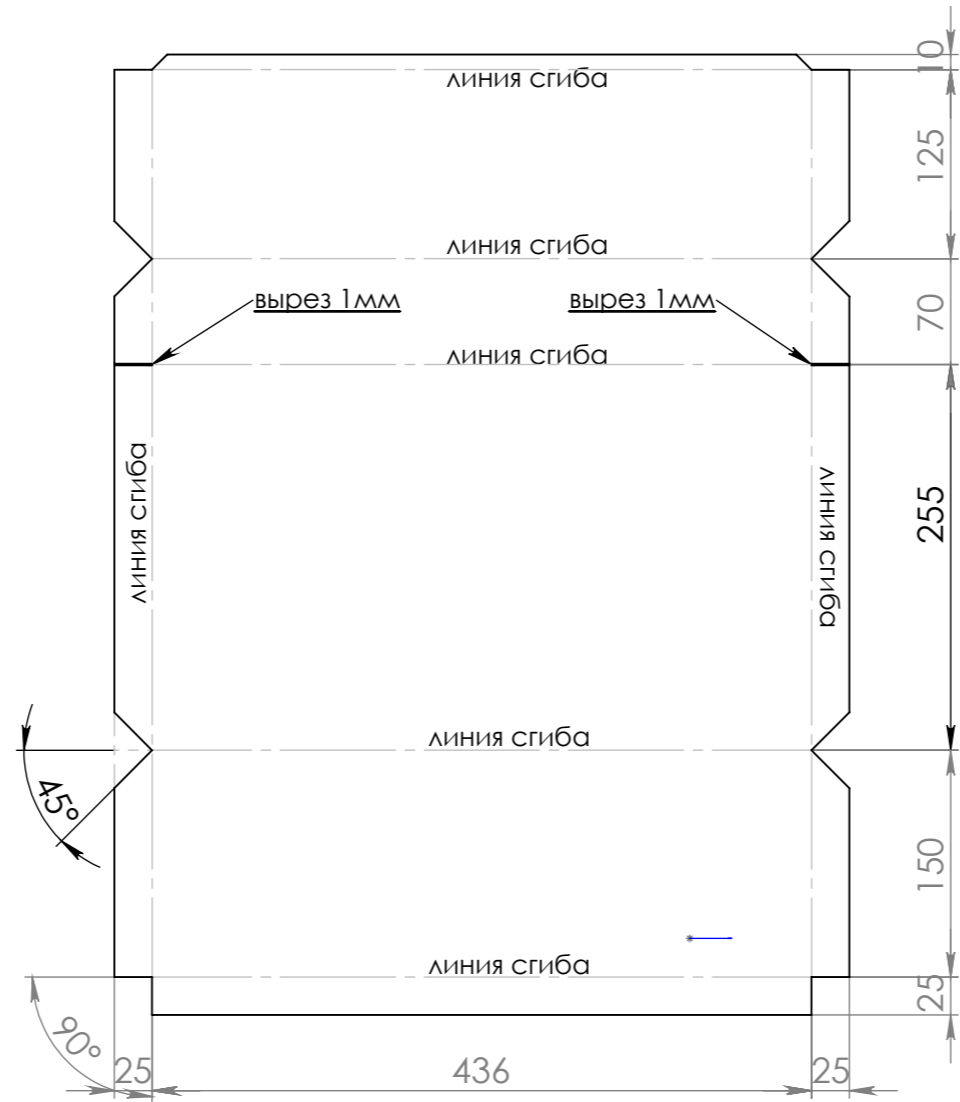 10
линия сгиба
125
линия сгиба
вырез 1мм
вырез 1мм
70
линия сгиба
линия сгиба
линия сгиба
255
линия сгиба
45°
150
линия сгиба
25
90°
25
436
25